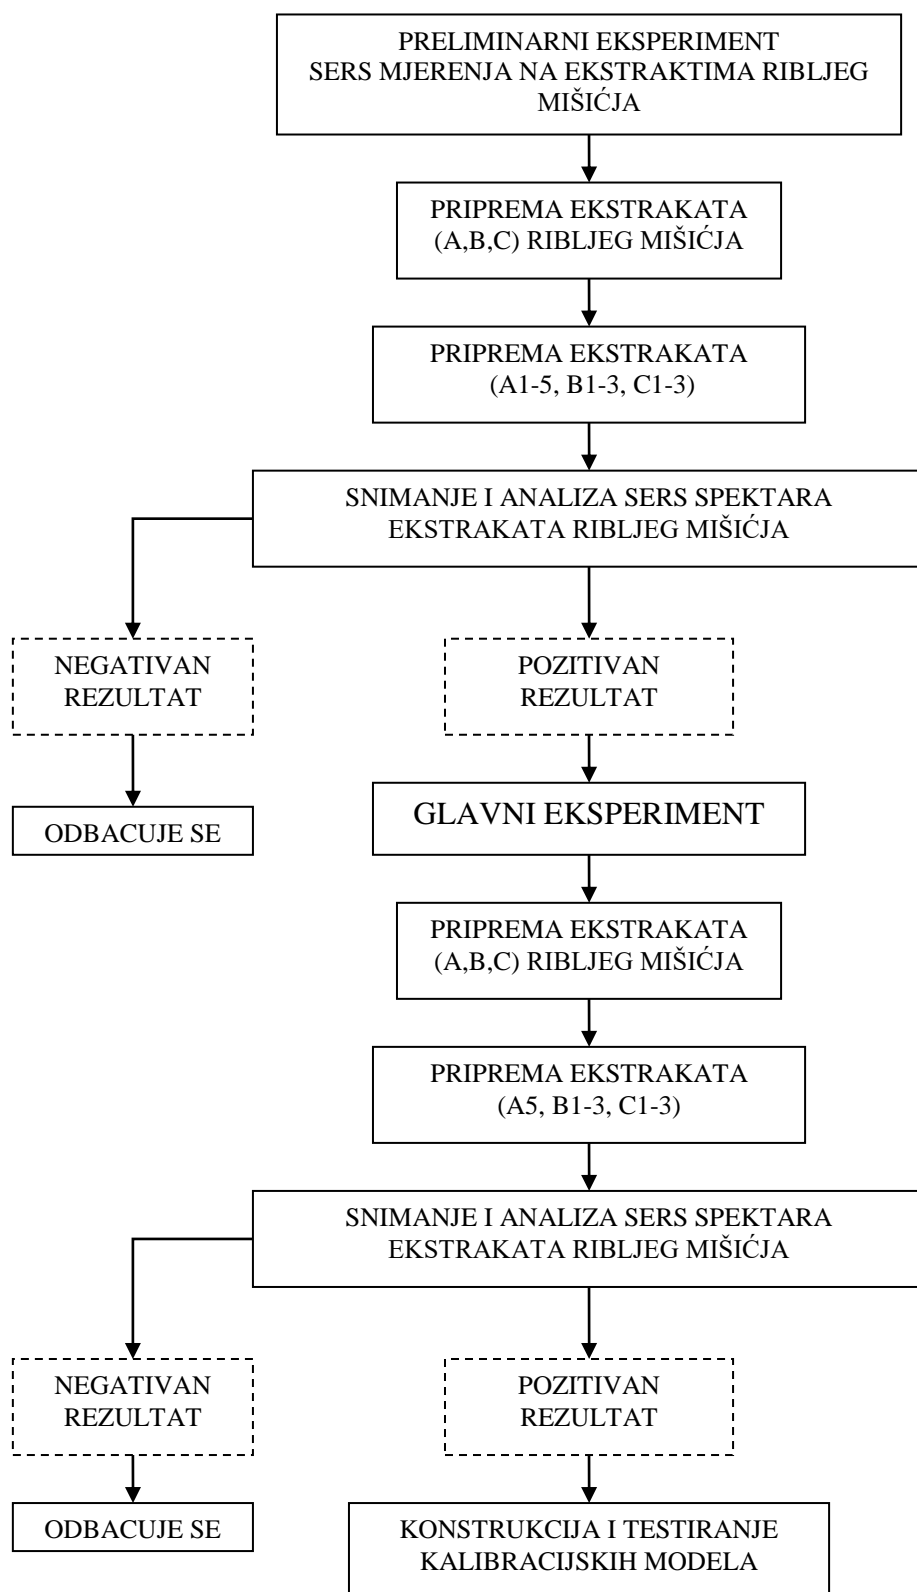 PRELIMINARNI EKSPERIMENT
SERS MJERENJA NA EKSTRAKTIMA RIBLJEG
MIŠIĆJA
PRIPREMA EKSTRAKATA
(A,B,C) RIBLJEG MIŠIĆJA
PRIPREMA EKSTRAKATA
(A1-5, B1-3, C1-3)
SNIMANJE I ANALIZA SERS SPEKTARA
EKSTRAKATA RIBLJEG MIŠIĆJA
NEGATIVAN
REZULTAT
POZITIVAN
REZULTAT
ODBACUJE SE
GLAVNI EKSPERIMENT
PRIPREMA EKSTRAKATA
(A,B,C) RIBLJEG MIŠIĆJA
PRIPREMA EKSTRAKATA
(A5, B1-3, C1-3)
SNIMANJE I ANALIZA SERS SPEKTARA
EKSTRAKATA RIBLJEG MIŠIĆJA
NEGATIVAN
REZULTAT
POZITIVAN
REZULTAT
ODBACUJE SE
KONSTRUKCIJA I TESTIRANJE
KALIBRACIJSKIH MODELA